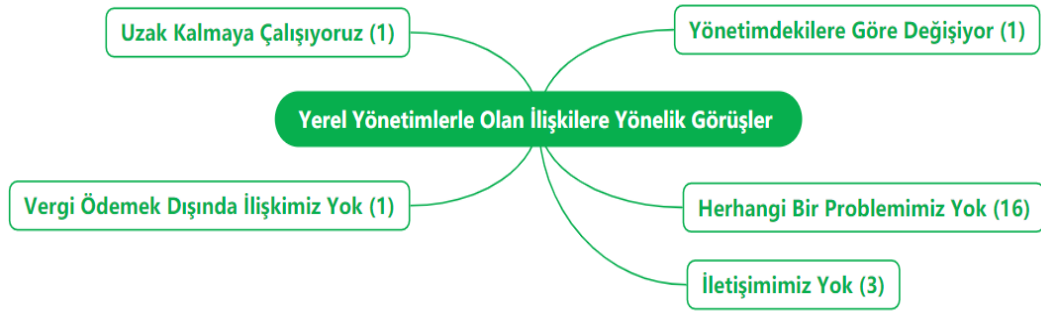 Uzak Kalmaya Çalışıyoruz (1)
Yönetimdekilere Göre Değişiyor (1)
Yerel Yönetimlerle Olan İlişkilere Yönelik Görüşler
Vergi Ödemek Dışında İlişkimiz Yok (1)
Herhangi Bir Problemimiz Yok (16)
İletişimimiz Yok (3)